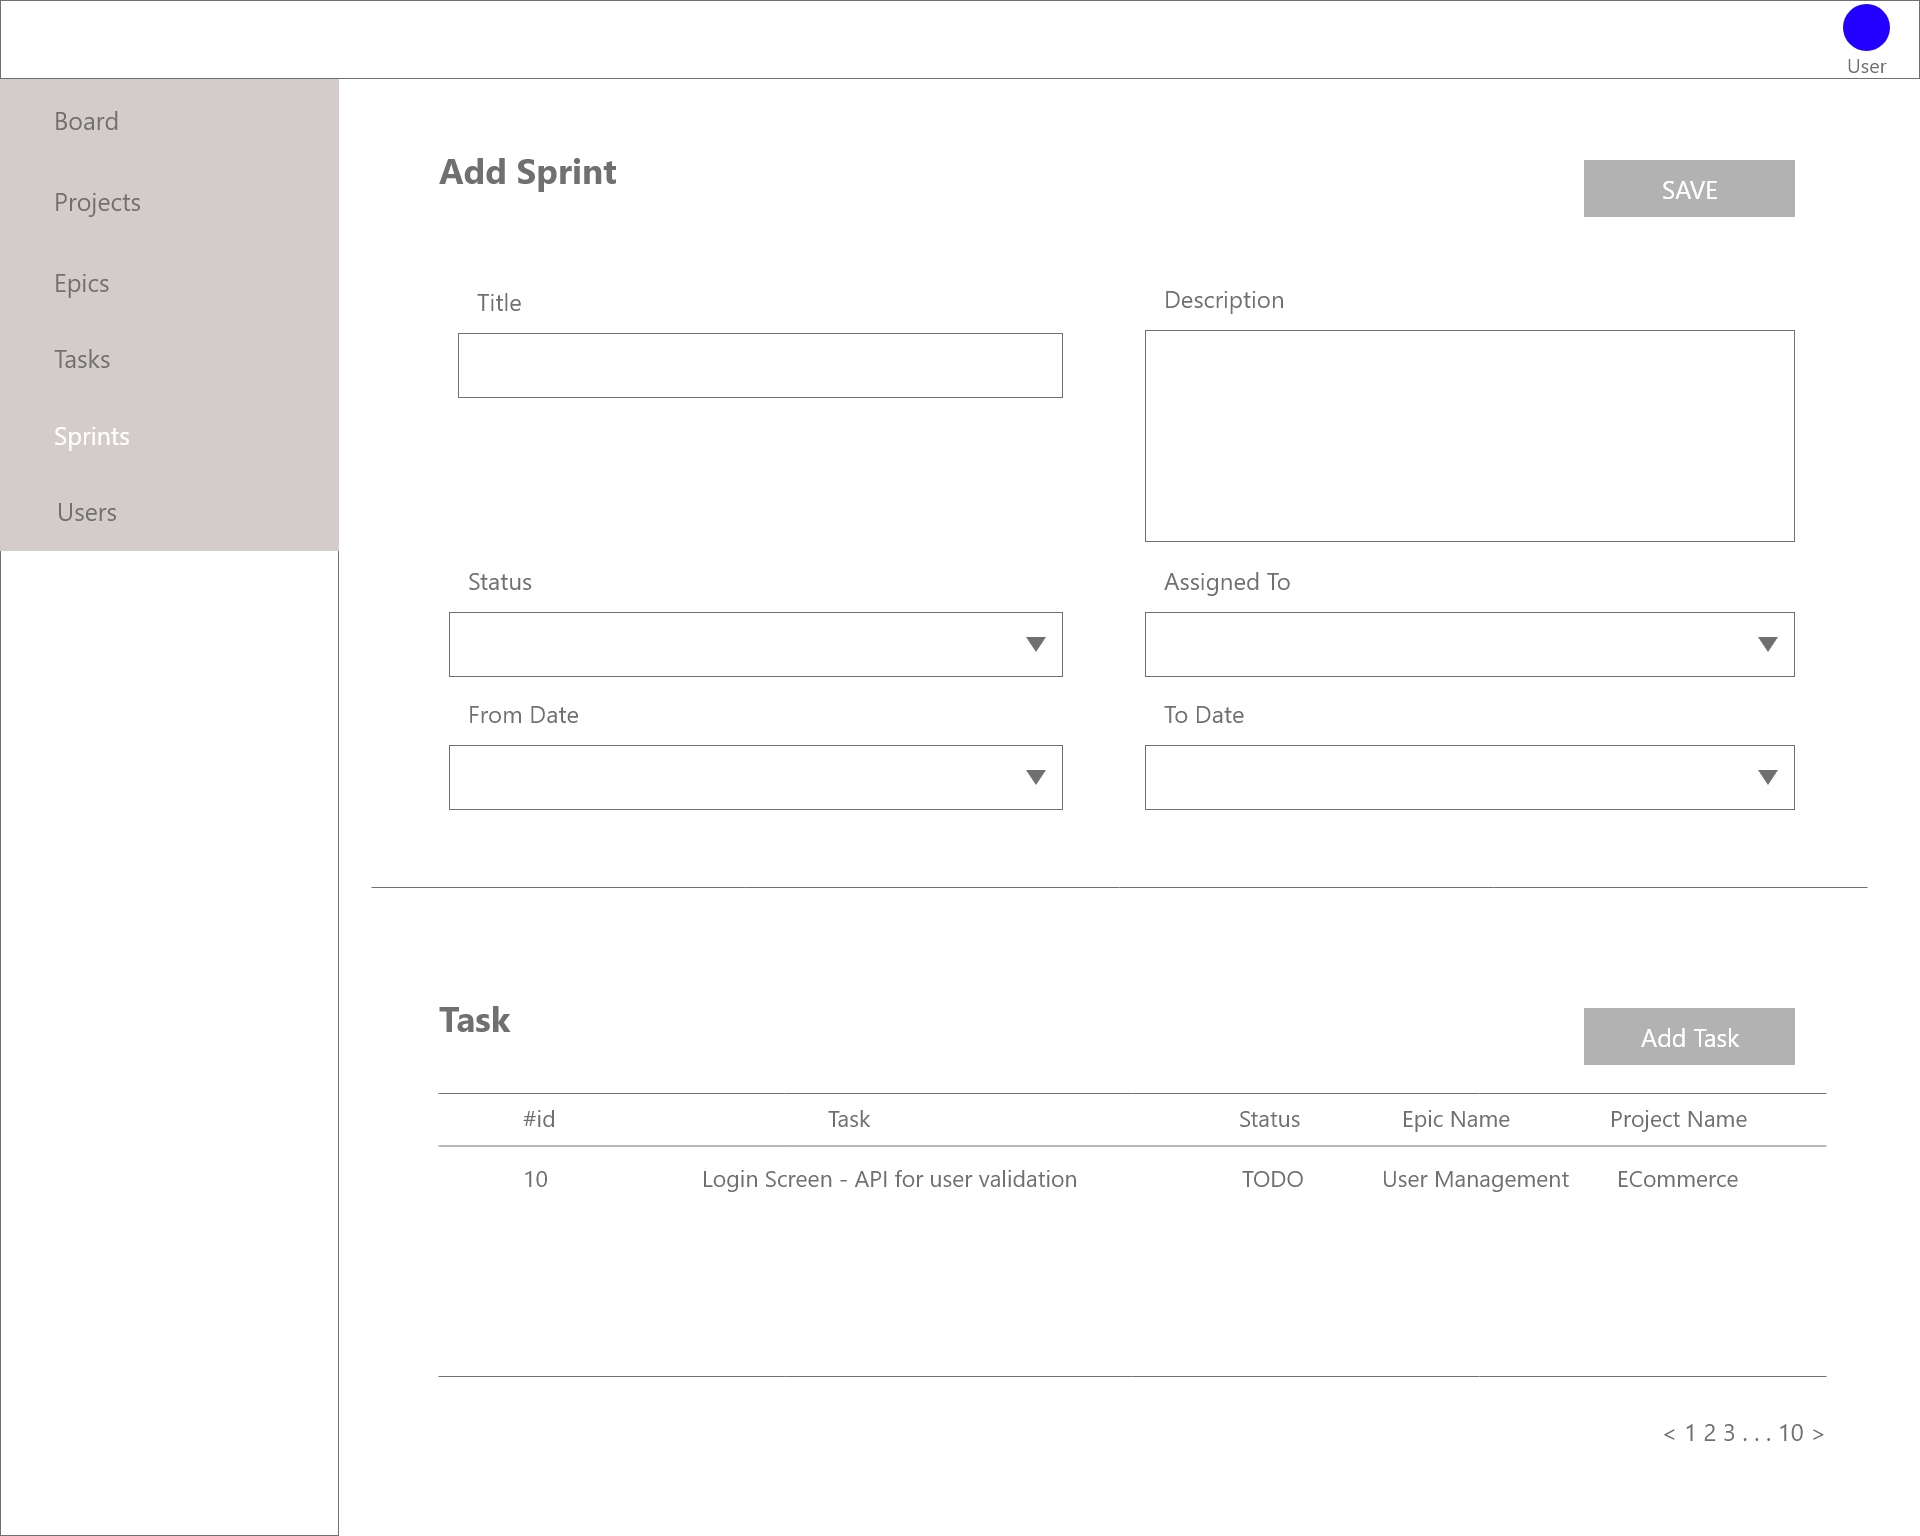 User
Board
Projects
Epics
Tasks
Sprints
Users
Add Sprint
SAVE
Title
Description
Status
Assigned To
From Date
To Date
Task
Add Task
#id Task Status Epic Name Project Name
10 Login Screen - API for user validation TODO User Management ECommerce
< 1 2 3 . . . 10 >